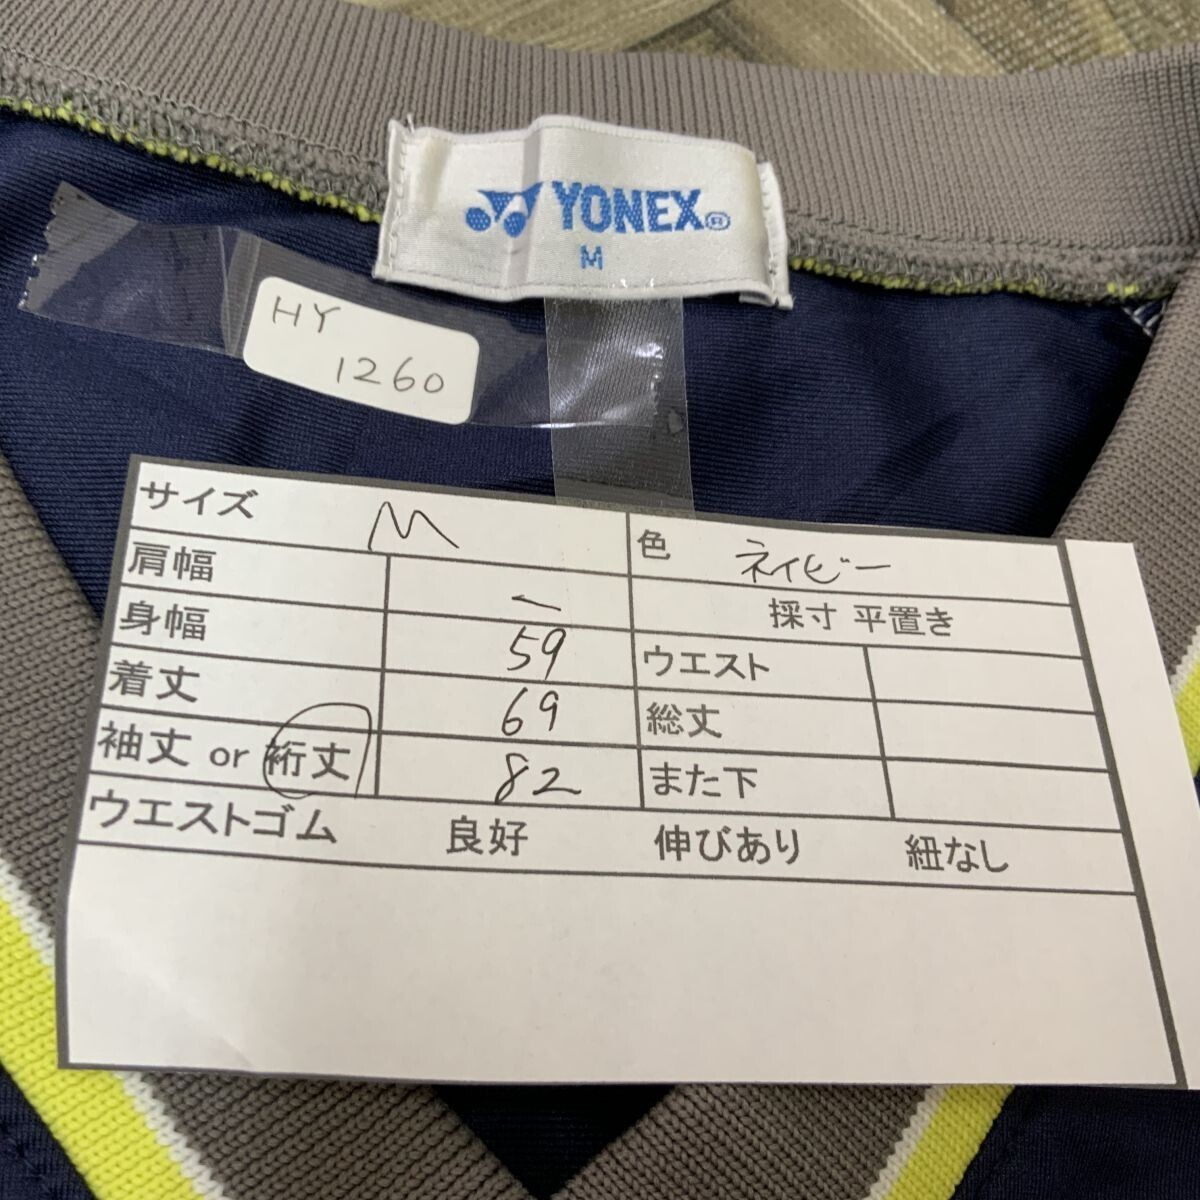 YONEX®
M
HY
1260
サイズ M 色 ネイビー
肩幅 ー 採寸 平置き
身幅 59 ウエスト
着丈 69 総丈
袖丈 or 裄丈 82 また下
ウエストゴム 良好 伸びあり 紐なし